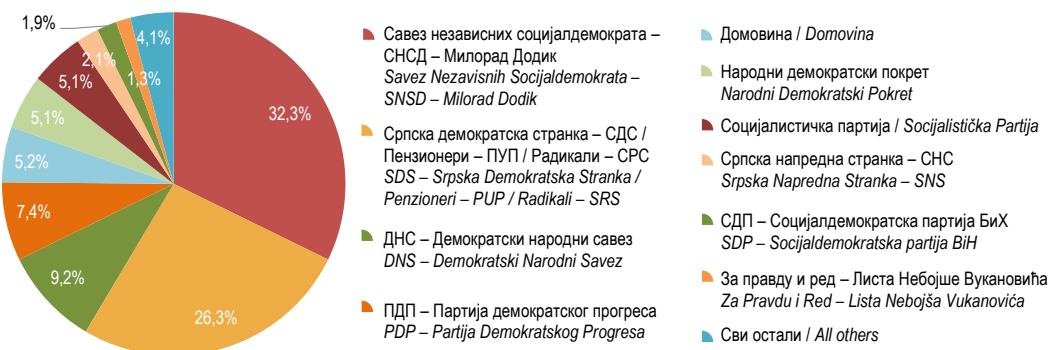 1,9%
4,1%
2,1%
1,3%
5,1%
32,3%
5,1%
5,2%
7,4%
9,2%
26,3%
Савез независних социјалдемократа –
СНСД – Милорад Додик
Savez Nezavisnih Socijaldemokrata –
SNSD – Milorad Dodik
Српска демократска странка – СДС /
Пензионери – ПУП / Радикали – СРС
SDS – Srpska Demokratska Stranka /
Penzioneri – PUP / Radikali – SRS
ДНС – Демократски народни савез
DNS – Demokratski Narodni Savez
ПДП – Партија демократског прогреса
PDP – Partija Demokratskog Progresa
Домовина / Domovina
Народни демократски покрет
Narodni Demokratski Pokret
Социјалистичка партија / Socijalistička Partija
Српска напредна странка – СНС
Srpska Napredna Stranka – SNS
СДП – Социјалдемократска партија БиХ
SDP – Socijaldemokratska partija BiH
За правду и ред – Листа Небојше Вукановића
Za Pravdu i Red – Lista Nebojša Vukanovića
Сви остали / All others